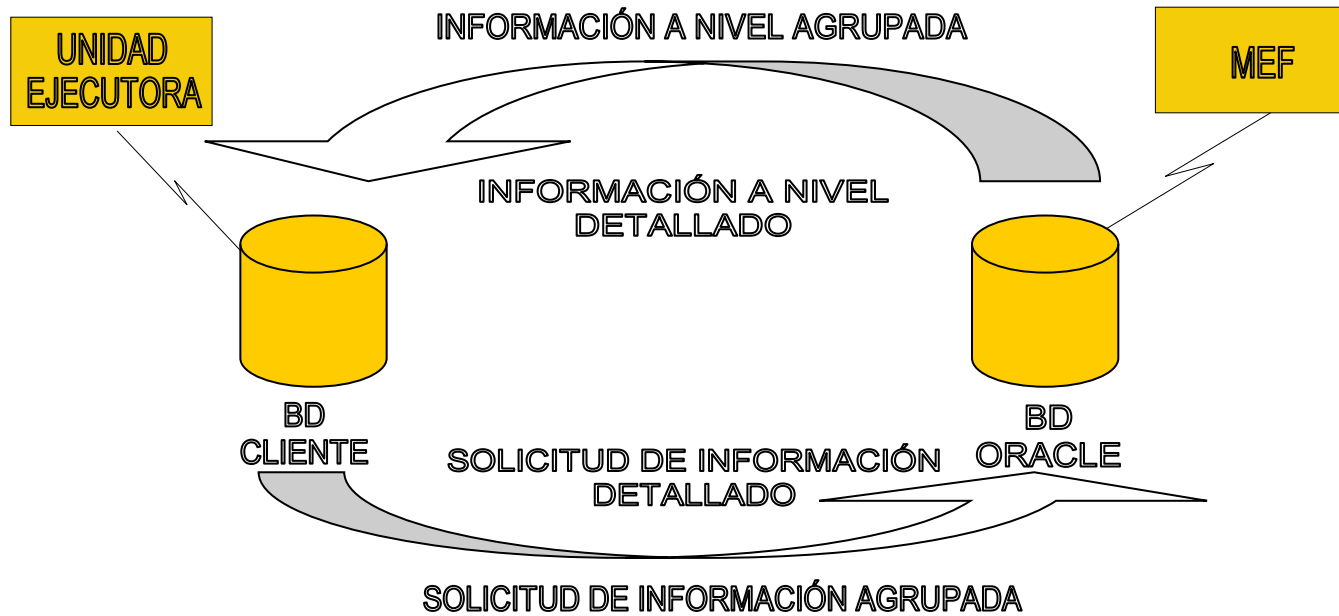 INFORMACIÓN A NIVEL AGRUPADA
UNIDAD
EJECUTORA
MEF
INFORMACIÓN A NIVEL
DETALLADO
BD
CLIENTE
BD
ORACLE
SOLICITUD DE INFORMACIÓN
DETALLADO
SOLICITUD DE INFORMACIÓN AGRUPADA